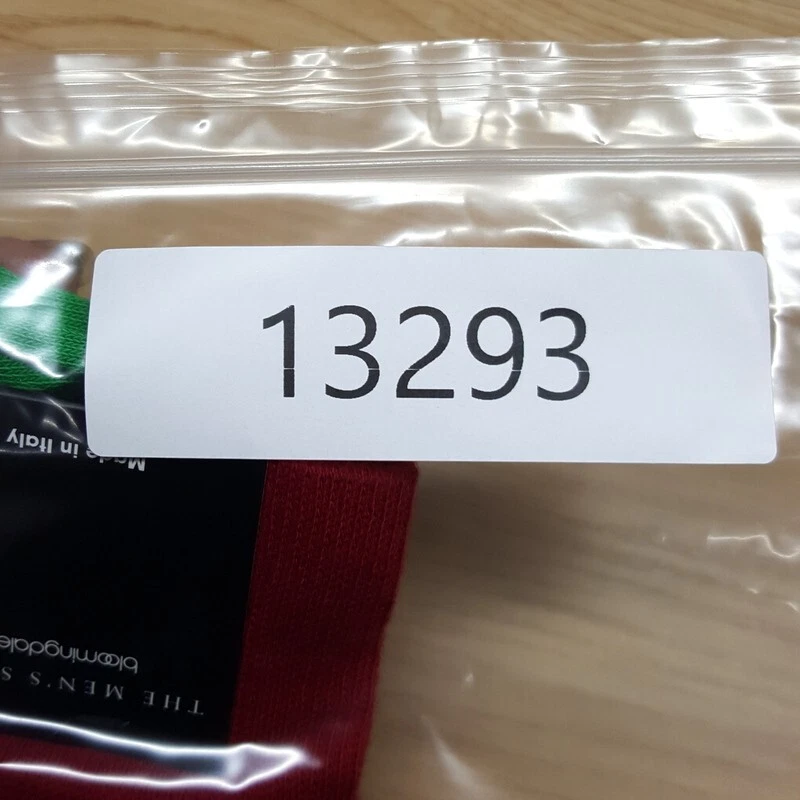 13293
Made in Italy
bloomingdale
THE MEN'S S